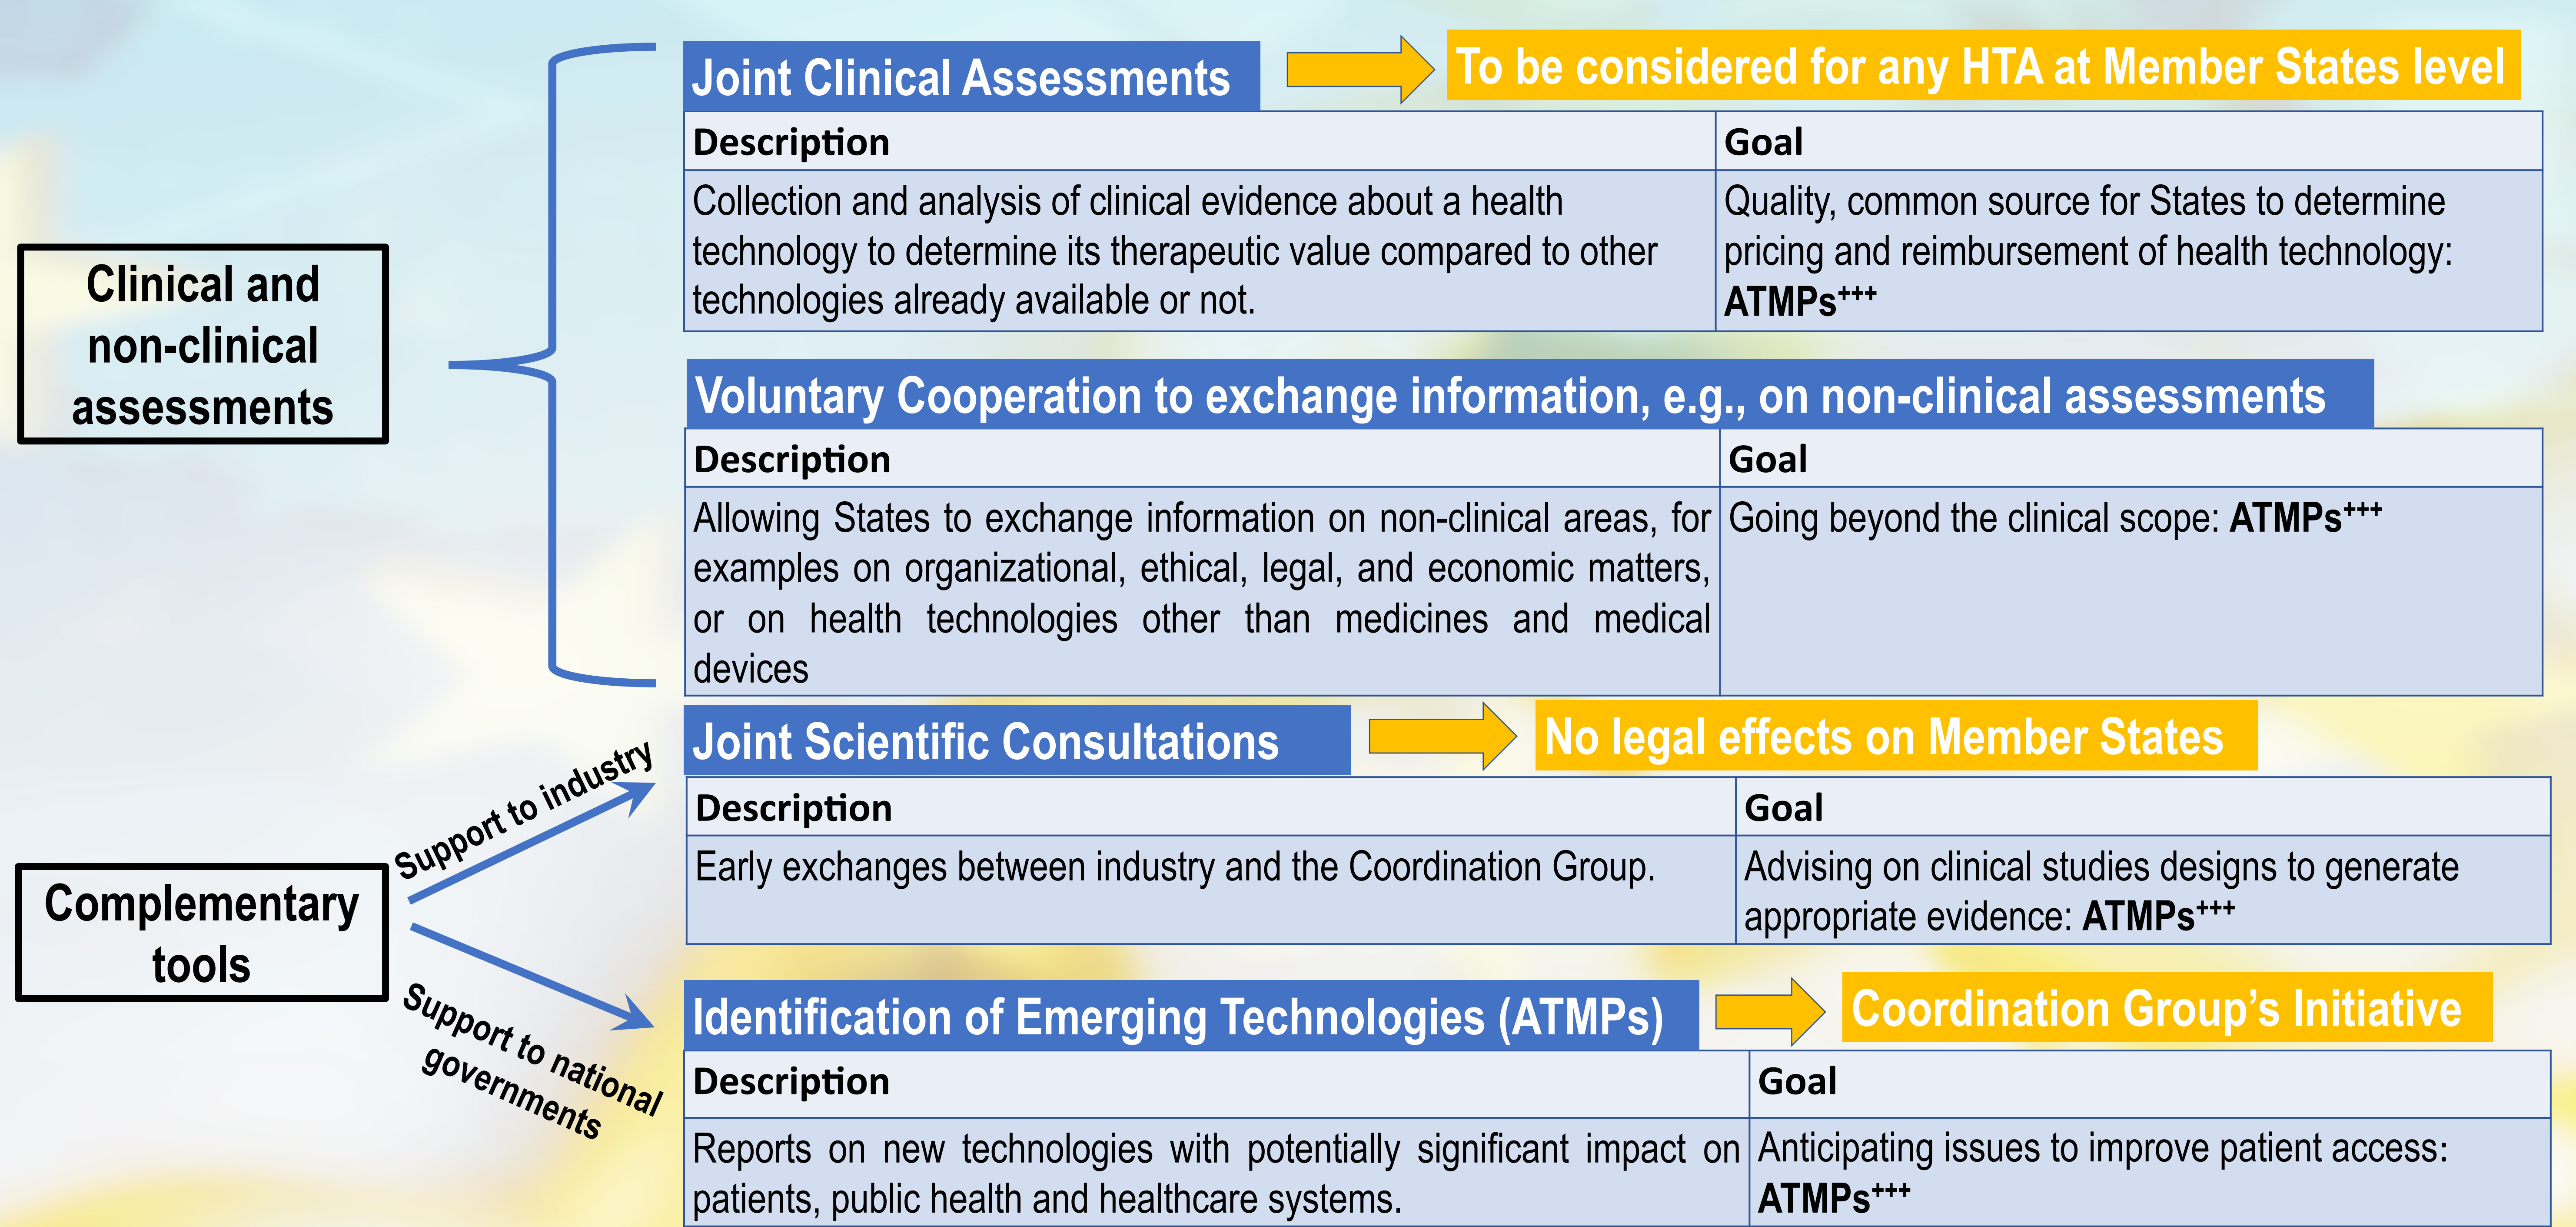 Clinical and
non-clinical
assessments
Joint Clinical Assessments
To be considered for any HTA at Member States level
Description
Goal
Collection and analysis of clinical evidence about a health
technology to determine its therapeutic value compared to other
technologies already available or not.
Quality, common source for States to determine
pricing and reimbursement of health technology:
ATMPs+++
Voluntary Cooperation to exchange information, e.g., on non-clinical assessments
Description
Goal
Allowing States to exchange information on non-clinical areas, for
examples on organizational, ethical, legal, and economic matters,
or on health technologies other than medicines and medical
devices
Going beyond the clinical scope: ATMPs+++
Complementary
tools
Support to industry
Joint Scientific Consultations
No legal effects on Member States
Description
Goal
Early exchanges between industry and the Coordination Group.
Advising on clinical studies designs to generate
appropriate evidence: ATMPs+++
Support to national
governments
Identification of Emerging Technologies (ATMPs)
Coordination Group’s Initiative
Description
Goal
Reports on new technologies with potentially significant impact on
patients, public health and healthcare systems.
Anticipating issues to improve patient access:
ATMPs+++